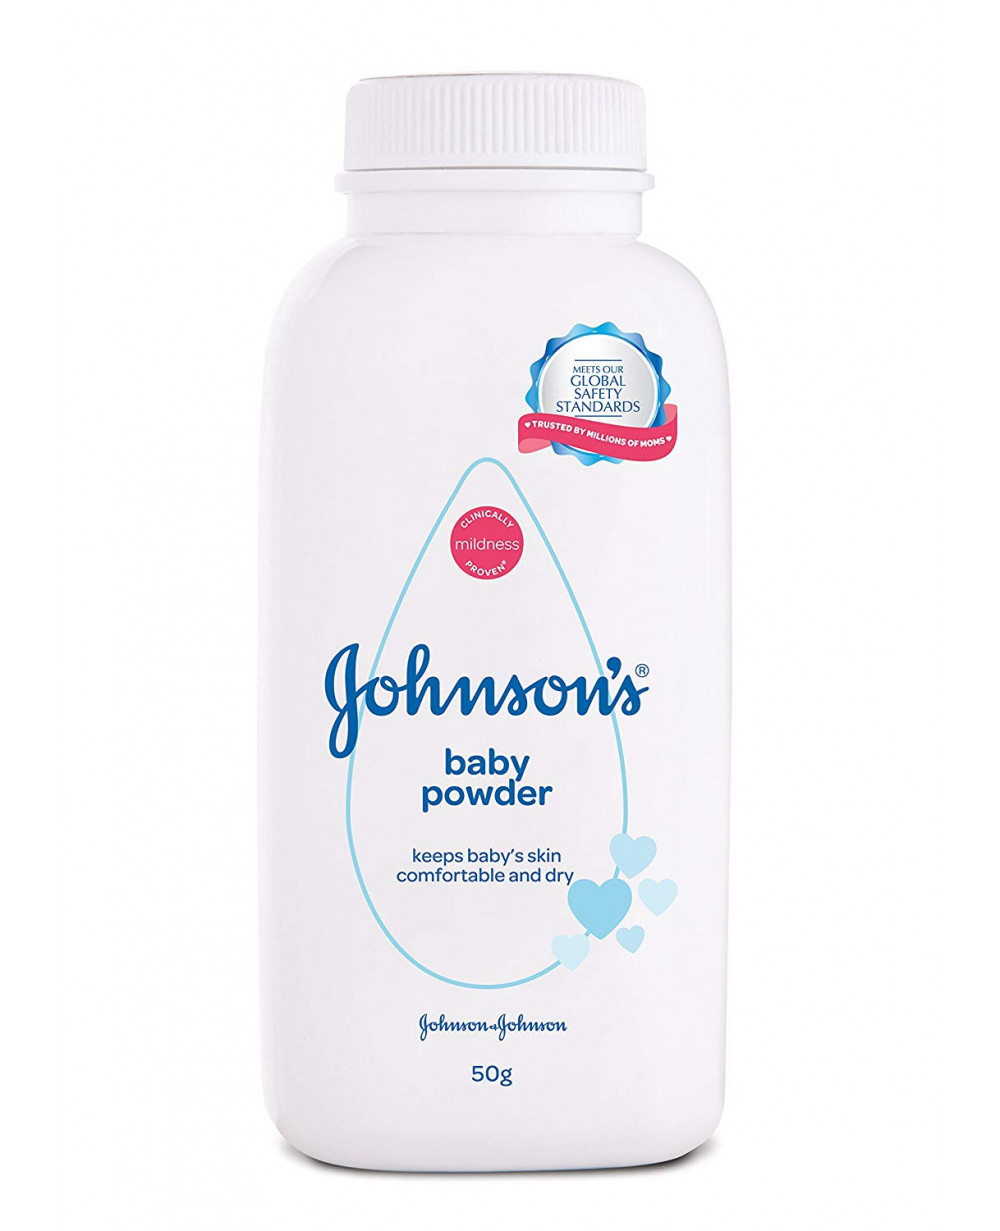 MEETS OUR
GLOBAL
SAFETY
STANDARDS
♥TRUSTED BY MILLIONS OF MOMS♥
CLINICALLY
mildness
PROVEN®
Johnson's®
baby
powder
keeps baby's skin
comfortable and dry
Johnson & Johnson
50g